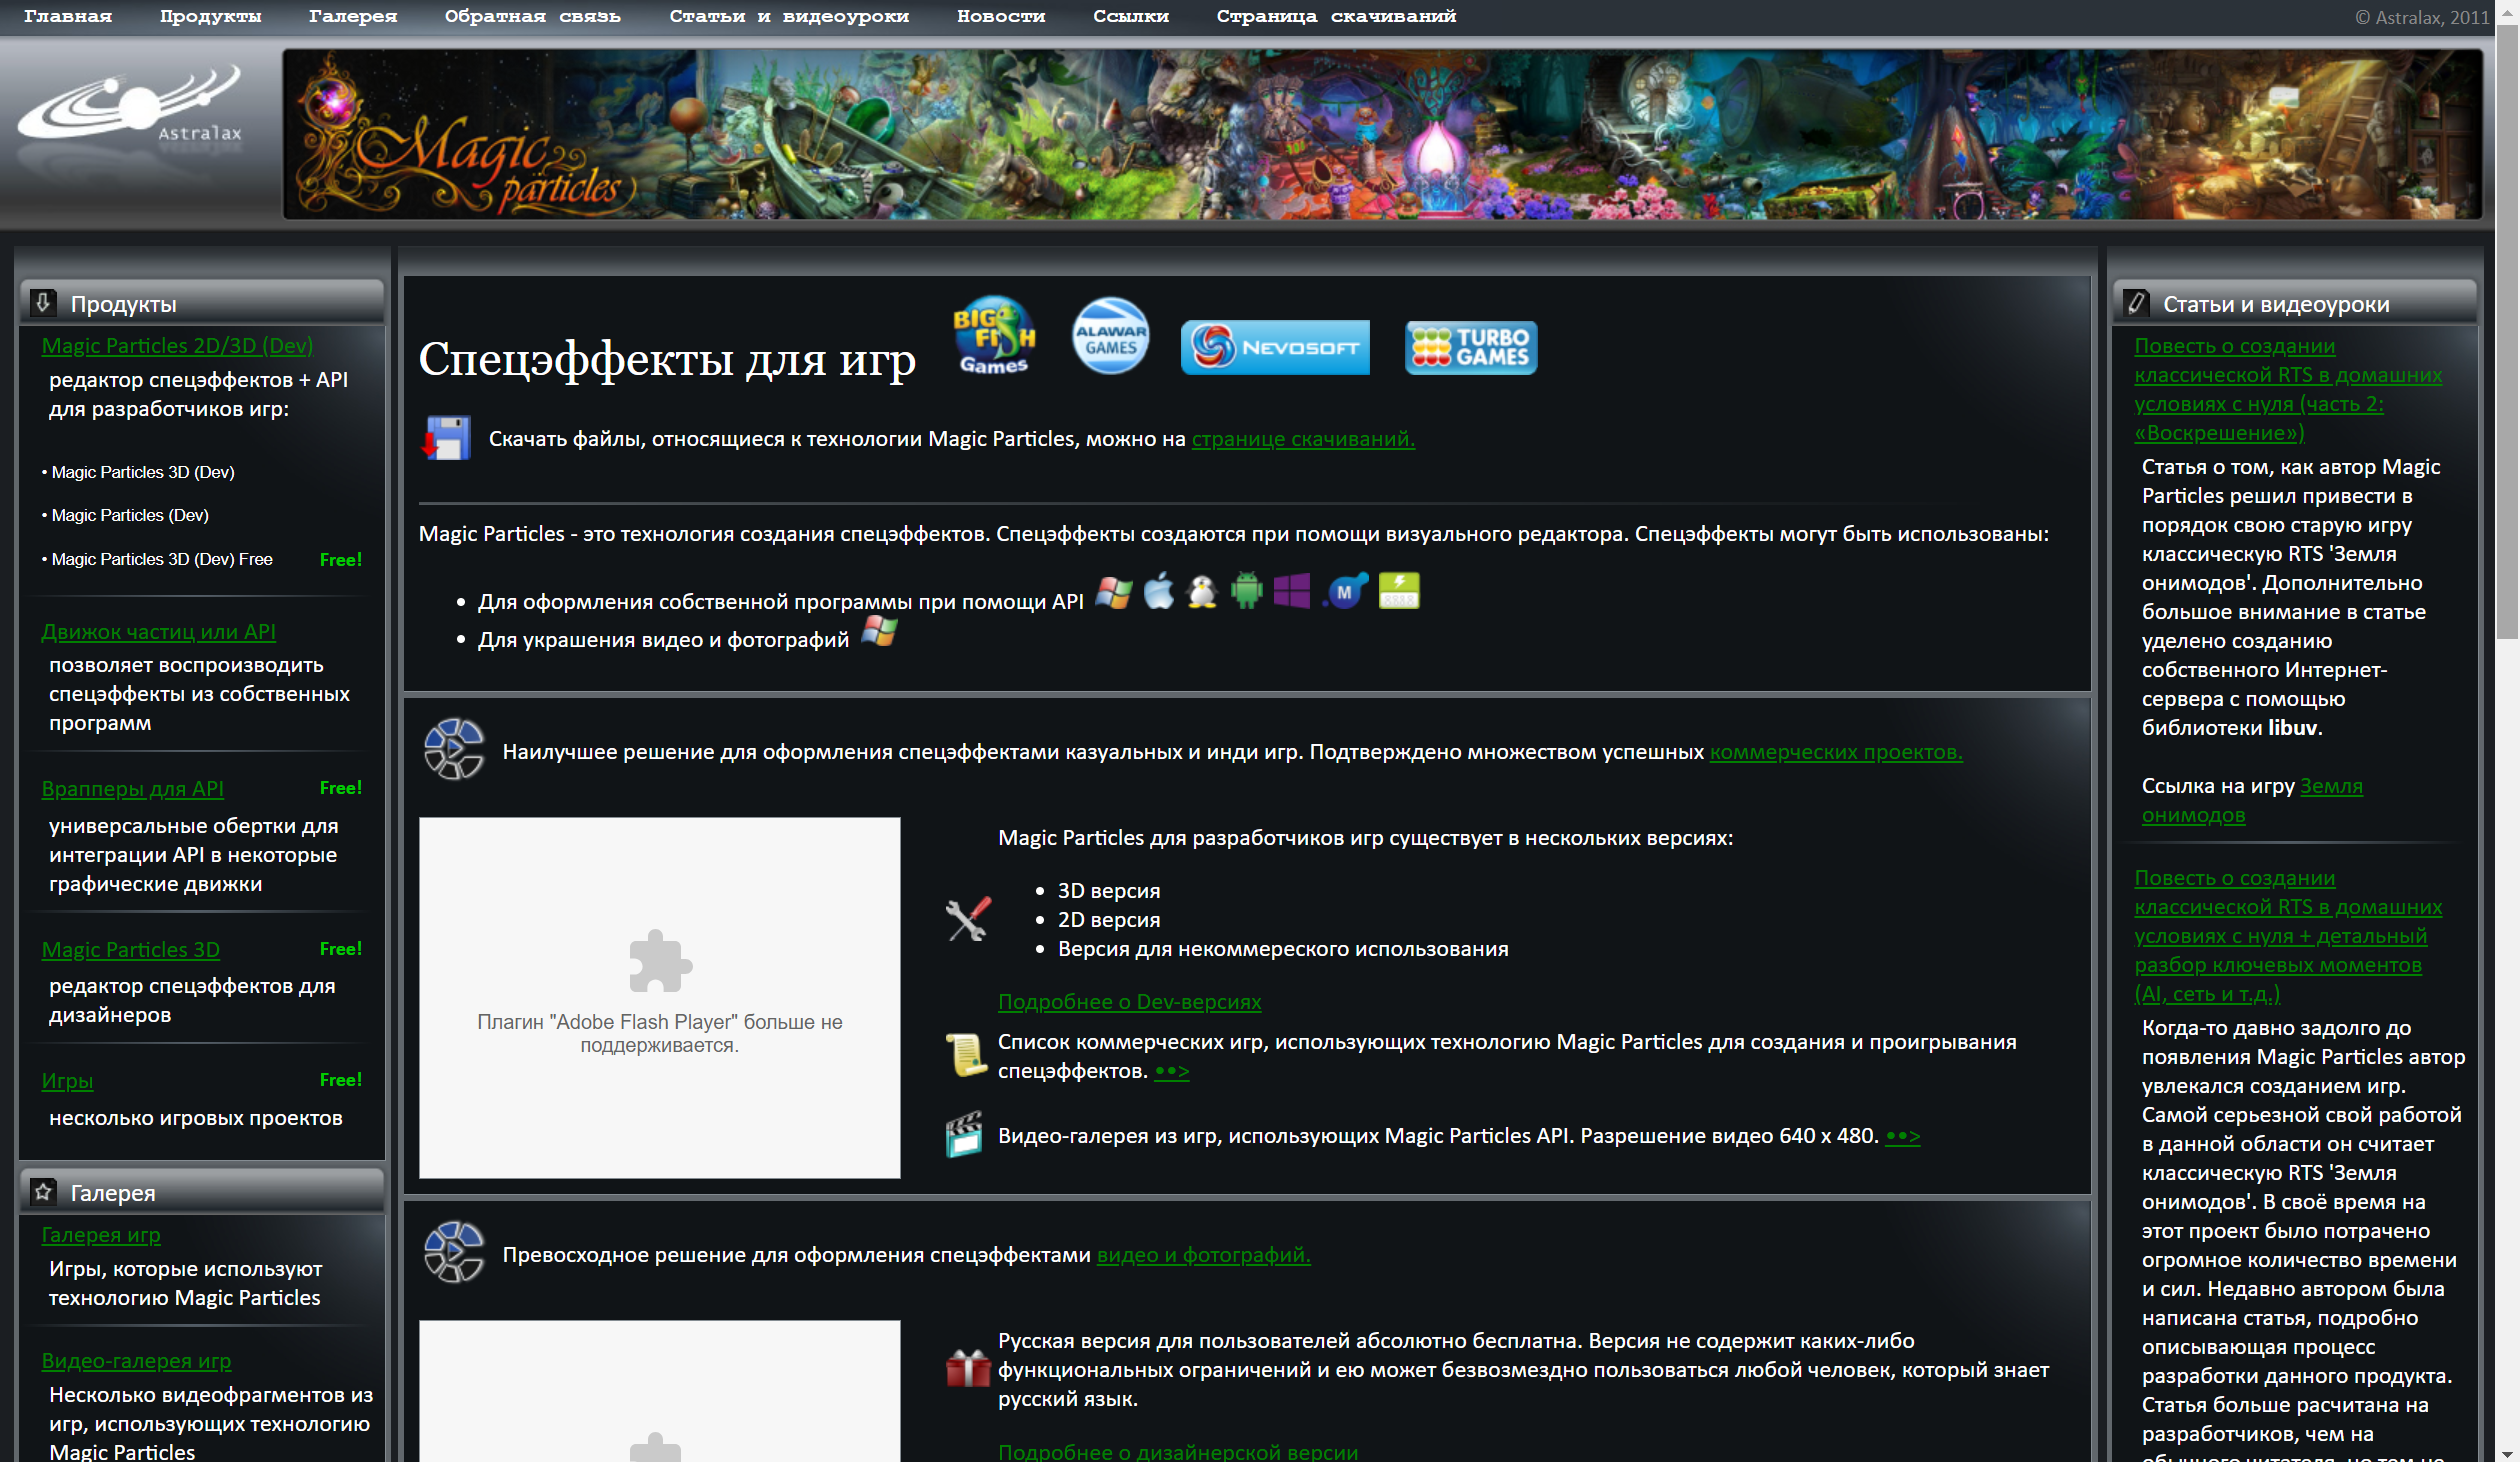 Главная Продукты Галерея Обратная связь Статьи и видеоуроки Новости Ссылки Страница скачиваний © Astralax, 2011
Astralax
Magic particles
Продукты
Magic Particles 2D/3D (Dev)
редактор спецэффектов + API
для разработчиков игр:
• Magic Particles 3D (Dev)
• Magic Particles (Dev)
• Magic Particles 3D (Dev) Free Free!
Движок частиц или API
позволяет воспроизводить
спецэффекты из собственных
программ
Врапперы для API Free!
универсальные обертки для
интеграции API в некоторые
графические движки
Magic Particles 3D Free!
редактор спецэффектов для
дизайнеров
Игры Free!
несколько игровых проектов
Галерея
Галерея игр
Игры, которые используют
технологию Magic Particles
Видео-галерея игр
Несколько видеофрагментов из
игр, использующих технологию
Magic Particles
Спецэффекты для игр
BIG FISH Games
ALAWAR GAMES
NEVOSOFT
TURBO GAMES
Скачать файлы, относящиеся к технологии Magic Particles, можно на странице скачиваний.
Magic Particles - это технология создания спецэффектов. Спецэффекты создаются при помощи визуального редактора. Спецэффекты могут быть использованы:
• Для оформления собственной программы при помощи API
• Для украшения видео и фотографий
Наилучшее решение для оформления спецэффектами казуальных и инди игр. Подтверждено множеством успешных коммерческих проектов.
Плагин "Adobe Flash Player" больше не
поддерживается.
Magic Particles для разработчиков игр существует в нескольких версиях:
• 3D версия
• 2D версия
• Версия для некоммереского использования
Подробнее о Dev-версиях
Список коммерческих игр, использующих технологию Magic Particles для создания и проигрывания
спецэффектов. ••>
Видео-галерея из игр, использующих Magic Particles API. Разрешение видео 640 x 480. ••>
Превосходное решение для оформления спецэффектами видео и фотографий.
Русская версия для пользователей абсолютно бесплатна. Версия не содержит каких-либо
функциональных ограничений и ею может безвозмездно пользоваться любой человек, который знает
русский язык.
Подробнее о дизайнерской версии
Статьи и видеоуроки
Повесть о создании
классической RTS в домашних
условиях с нуля (часть 2:
«Воскрешение»)
Статья о том, как автор Magic
Particles решил привести в
порядок свою старую игру
классическую RTS 'Земля
онимодов'. Дополнительно
большое внимание в статье
уделено созданию
собственного Интернет-
сервера с помощью
библиотеки libuv.
Ссылка на игру Земля
онимодов
Повесть о создании
классической RTS в домашних
условиях с нуля + детальный
разбор ключевых моментов
(AI, сеть и т.д.)
Когда-то давно задолго до
появления Magic Particles автор
увлекался созданием игр.
Самой серьезной свой работой
в данной области он считает
классическую RTS 'Земля
онимодов'. В своё время на
этот проект было потрачено
огромное количество времени
и сил. Недавно автором была
написана статья, подробно
описывающая процесс
разработки данного продукта.
Статья больше расчитана на
разработчиков, чем на